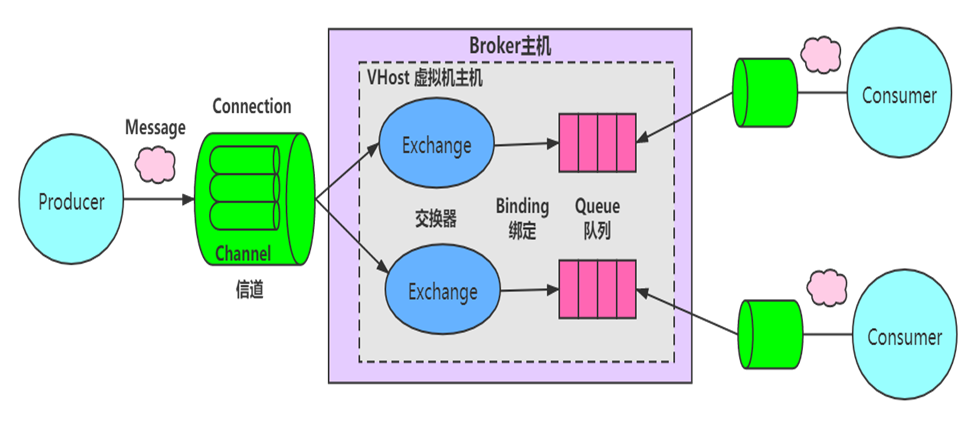 Broker主机
VHost 虚拟机主机
Connection
Message
Producer
Channel
信道
Exchange
交换器
Exchange
Binding
绑定
Queue
队列
Consumer
Consumer